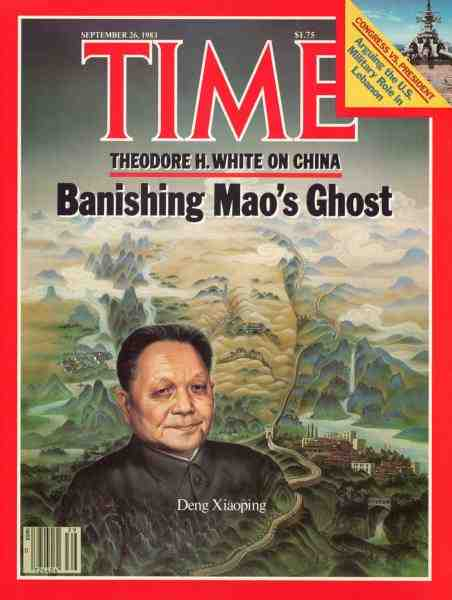 SEPTEMBER 26, 1983
$1.75
TIME
CONGRESS VS. PRESIDENT
Arguing the U.S.
Military Role in
Lebanon
THEODORE H. WHITE ON CHINA
Banishing Mao's Ghost
Deng Xiaoping
39